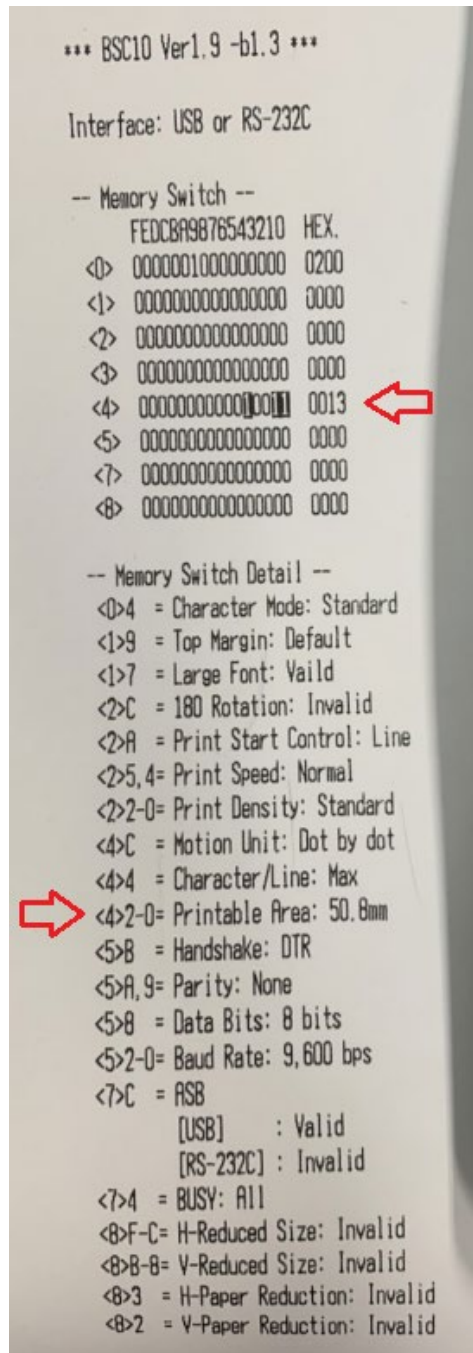 *** BSC10 Ver1.9 -b1.3 ***
Interface: USB or RS-232C
-- Memory Switch --
FEDCBA9876543210 HEX.
<0> 0000001000000000 0200
<1> 0000000000000000 0000
<2> 0000000000000000 0000
<3> 0000000000000000 0000
<4> 0000000000010011 0013
<5> 0000000000000000 0000
<7> 0000000000000000 0000
<8> 0000000000000000 0000
-- Memory Switch Detail --
<0>4 = Character Mode: Standard
<1>9 = Top Margin: Default
<1>7 = Large Font: Vaild
<2>C = 180 Rotation: Invalid
<2>A = Print Start Control: Line
<2>5,4= Print Speed: Normal
<2>2-0= Print Density: Standard
<4>C = Motion Unit: Dot by dot
<4>4 = Character/Line: Max
<4>2-0= Printable Area: 50.8mm
<5>B = Handshake: DTR
<5>A,9= Parity: None
<5>8 = Data Bits: 8 bits
<5>2-0= Baud Rate: 9,600 bps
<7>C = ASB
[USB] : Valid
[RS-232C] : Invalid
<7>4 = BUSY: All
<8>F-C= H-Reduced Size: Invalid
<8>B-8= V-Reduced Size: Invalid
<8>3 = H-Paper Reduction: Invalid
<8>2 = V-Paper Reduction: Invalid